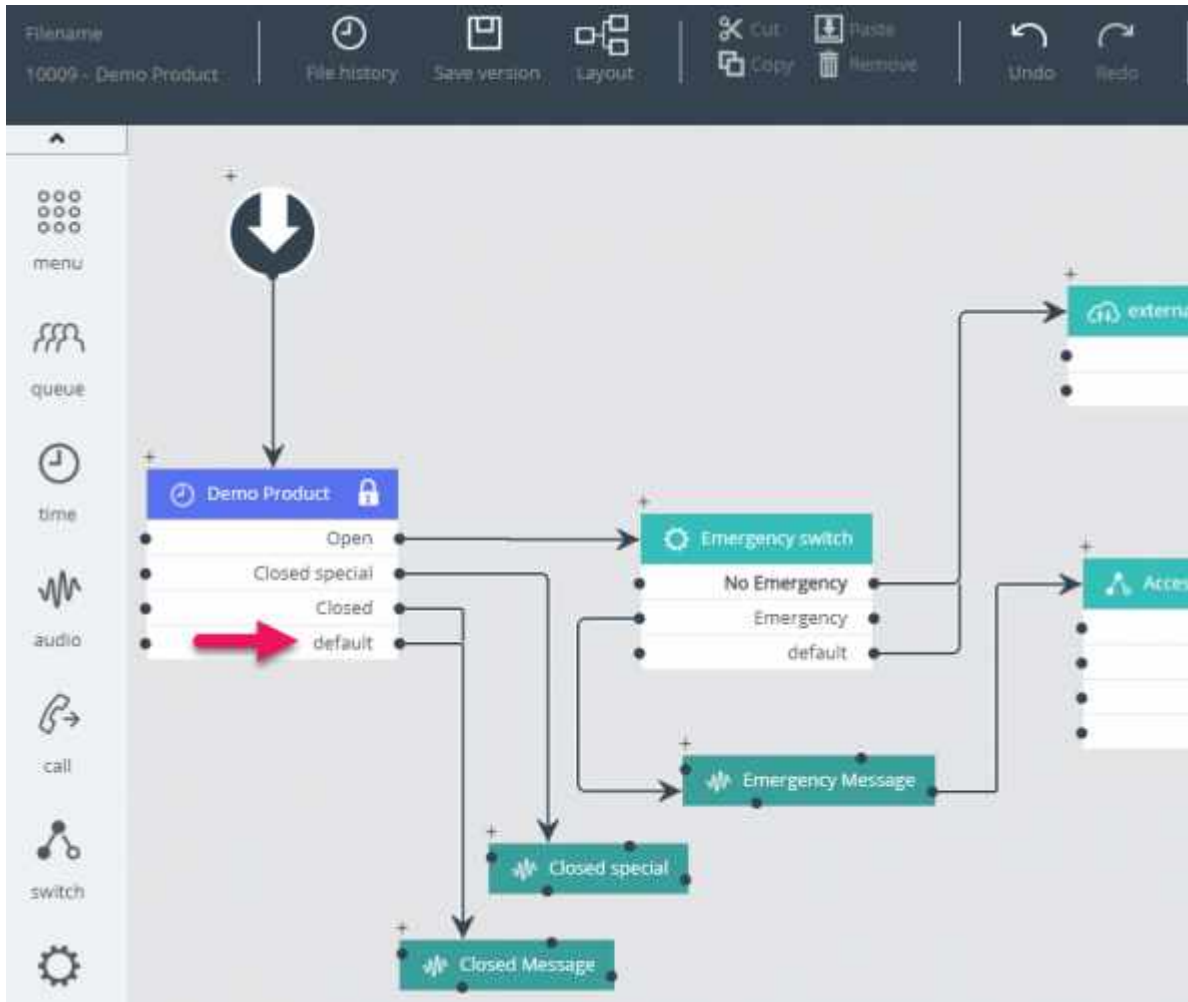 Filename
10009 - Demo Product
File history
Save version
Layout
Cut
Copy
Paste
Remove
Undo
Redo
menu
queue
time
audio
call
switch
Demo Product
Open
Closed special
Closed
default
Emergency switch
No Emergency
Emergency
default
externa
Acces
Emergency Message
Closed special
Closed Message